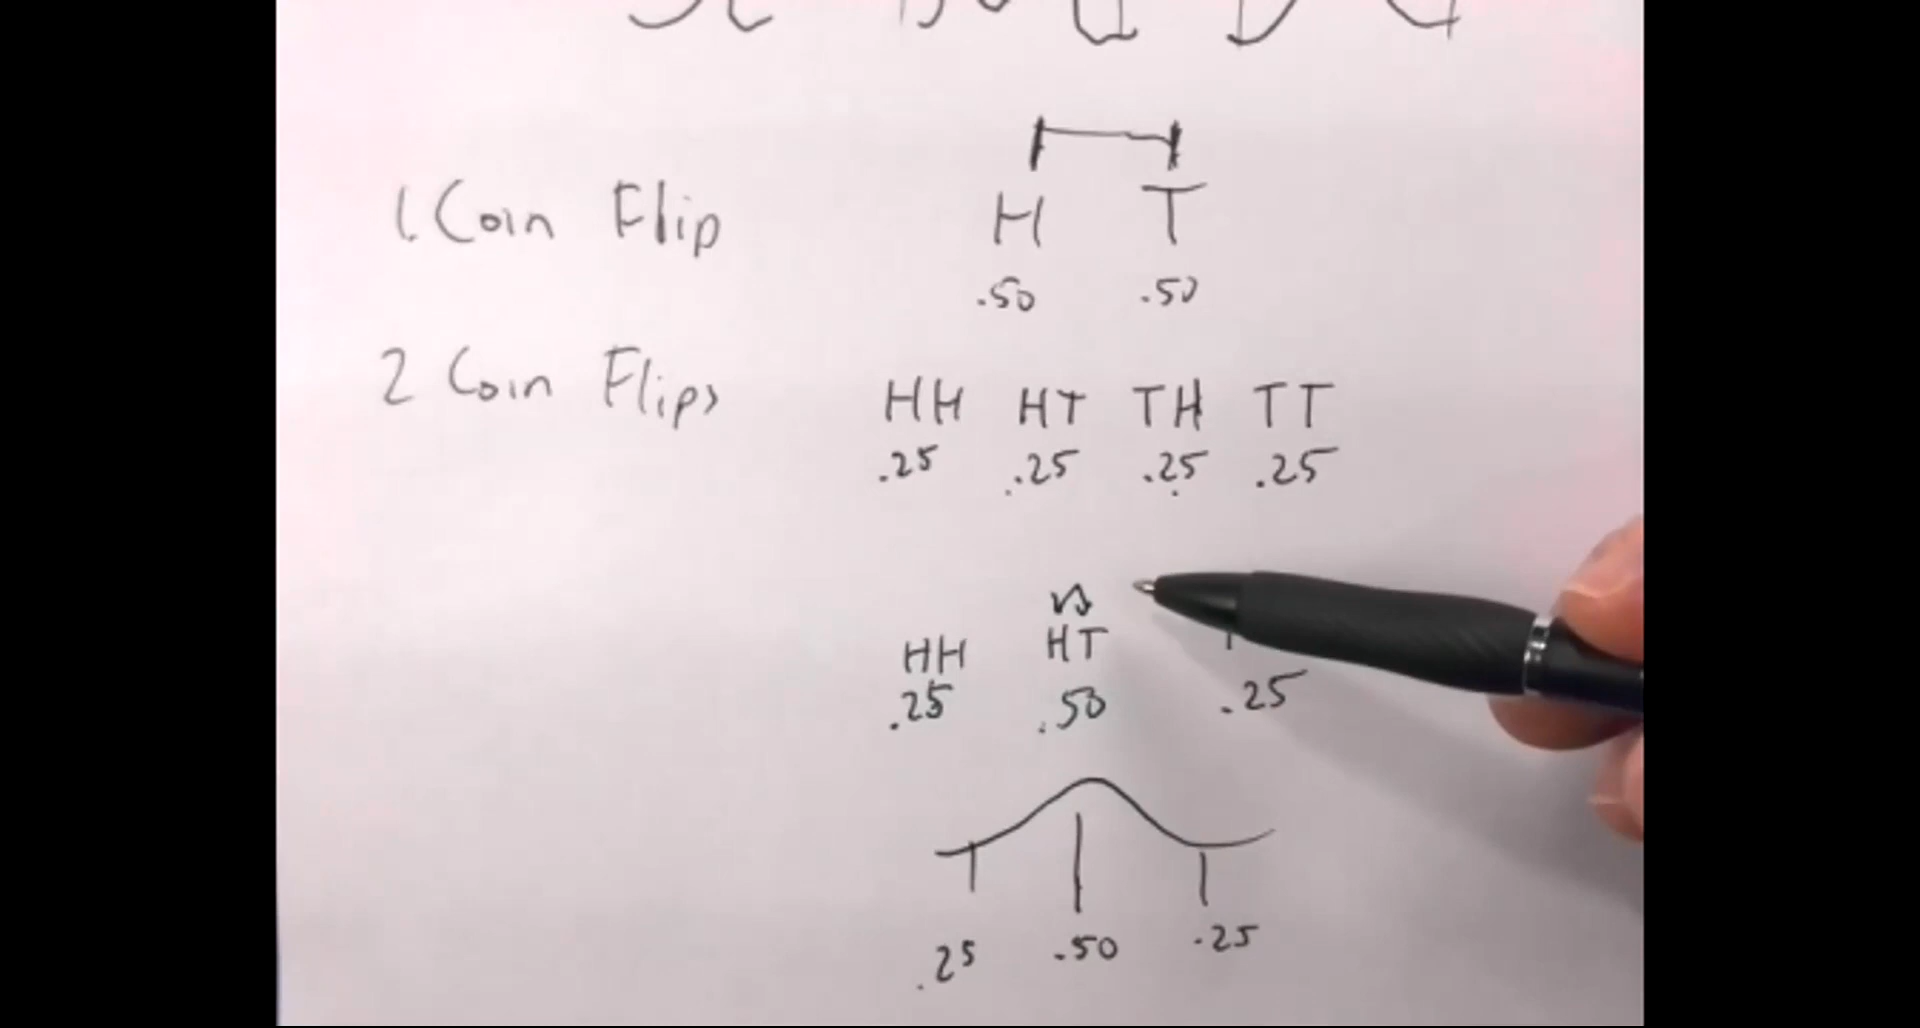 1. Coin Flip
H T
.50 .50
2 Coin Flips
HH HT TH TT
.25 .25 .25 .25
HH HT
.25 .50 .25
.25 .50 .25